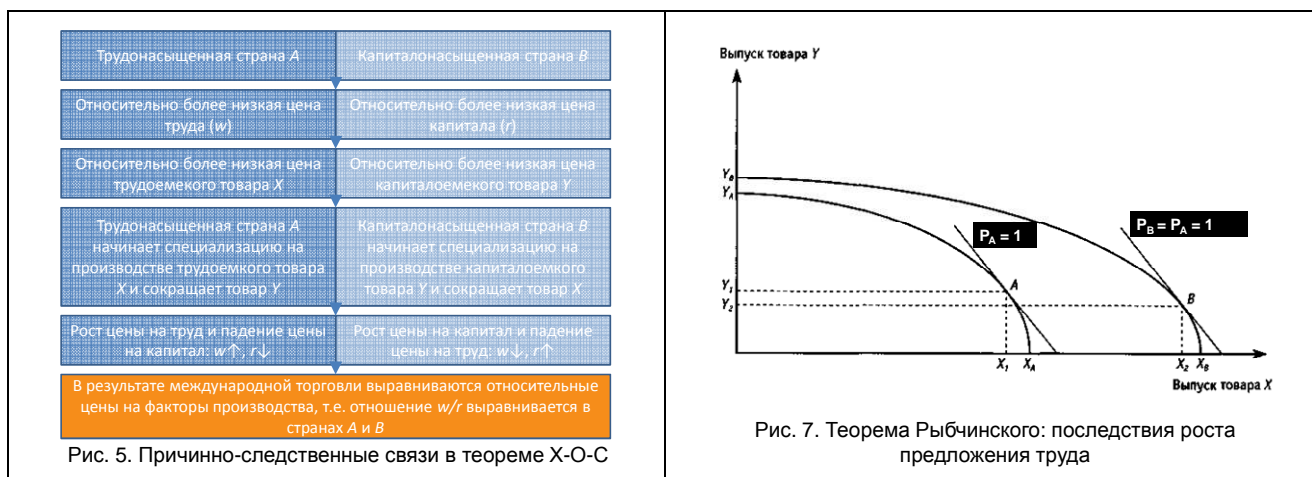 Трудонасыщенная страна A
Капиталонасыщенная страна B
Относительно более низкая цена
труда (w)
Относительно более низкая цена
капитала (r)
Относительно более низкая цена
трудоемекого товара X
Относительно более низкая цена
капиталоемекого товара Y
Трудонасыщенная страна A
начинает специализацию на
производстве трудоемкого товара
X и сокращает товар Y
Капиталонасыщенная страна B
начинает специализацию на
производстве капиталоемкого
товара Y и сокращает товар X
Рост цены на труд и падение цены
на капитал: w↑, r↓
Рост цены на капитал и падение
цены на труд: w↓, r↑
В результате международной торговли выравниваются относительные
цены на факторы производства, т.е. отношение w/r выравнивается в
странах A и B
Рис. 5. Причинно-следственные связи в теореме Х-О-С
Выпуск товара Y
Y_B
Y_A
P_A = 1
P_B = P_A = 1
A
Y_1
B
Y_2
X_1 X_A X_2 X_B
Выпуск товара X
Рис. 7. Теорема Рыбчинского: последствия роста
предложения труда